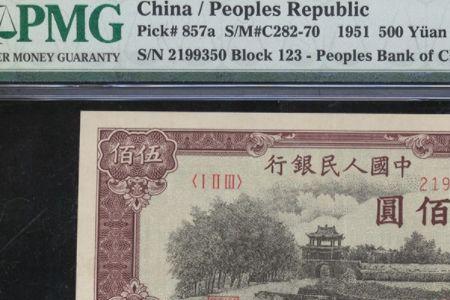 PMG
ER MONEY GUARANTY
China / Peoples Republic
Pick# 857a S/M#C282-70 1951 500 Yüan
S/N 2199350 Block 123 - Peoples Bank of C
伍佰
行銀民人國中
〈I II III〉
219
圓佰